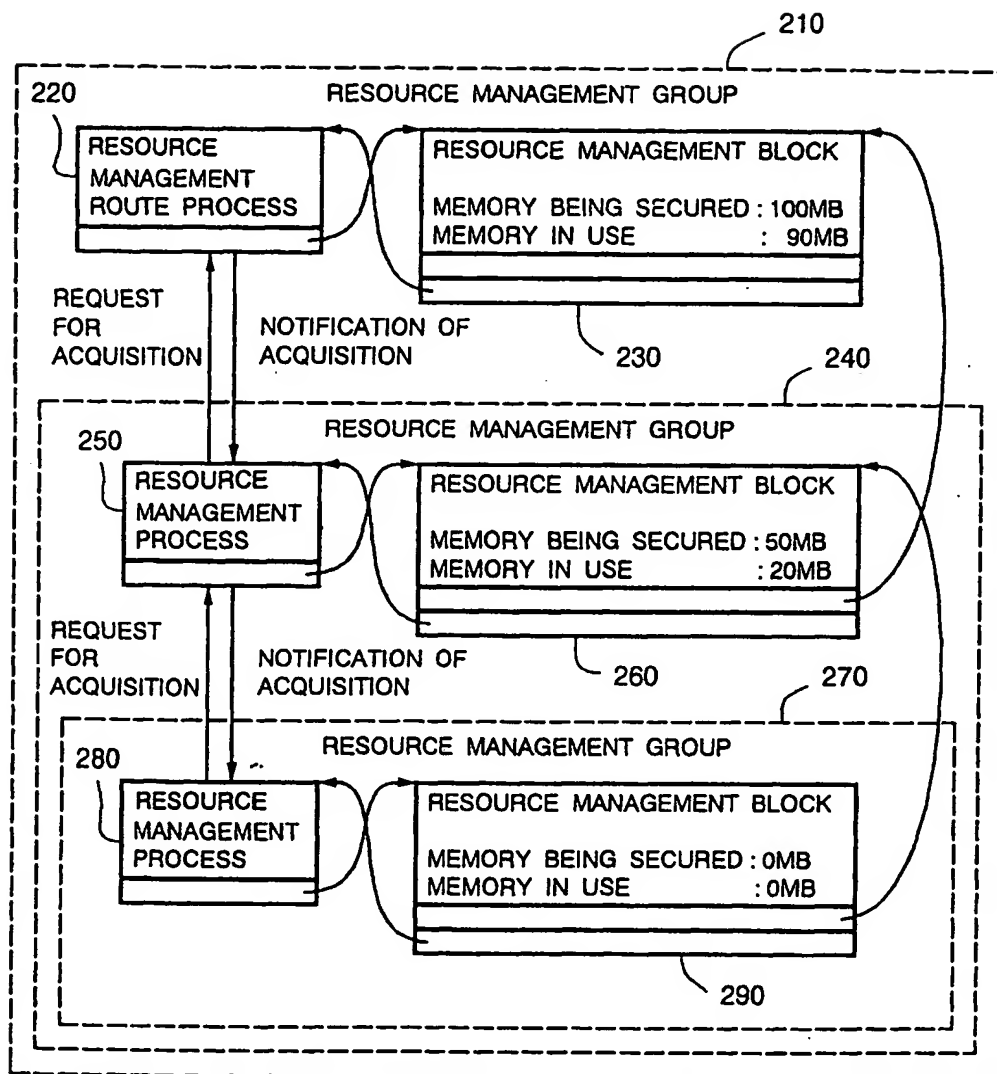 210
220
RESOURCE MANAGEMENT GROUP
RESOURCE
MANAGEMENT
ROUTE PROCESS
RESOURCE MANAGEMENT BLOCK
MEMORY BEING SECURED : 100MB
MEMORY IN USE : 90MB
REQUEST
FOR
ACQUISITION
NOTIFICATION OF
ACQUISITION
230
240
RESOURCE MANAGEMENT GROUP
250
RESOURCE
MANAGEMENT
PROCESS
RESOURCE MANAGEMENT BLOCK
MEMORY BEING SECURED : 50MB
MEMORY IN USE : 20MB
REQUEST
FOR
ACQUISITION
NOTIFICATION OF
ACQUISITION
260
270
RESOURCE MANAGEMENT GROUP
280
RESOURCE
MANAGEMENT
PROCESS
RESOURCE MANAGEMENT BLOCK
MEMORY BEING SECURED : 0MB
MEMORY IN USE : 0MB
290